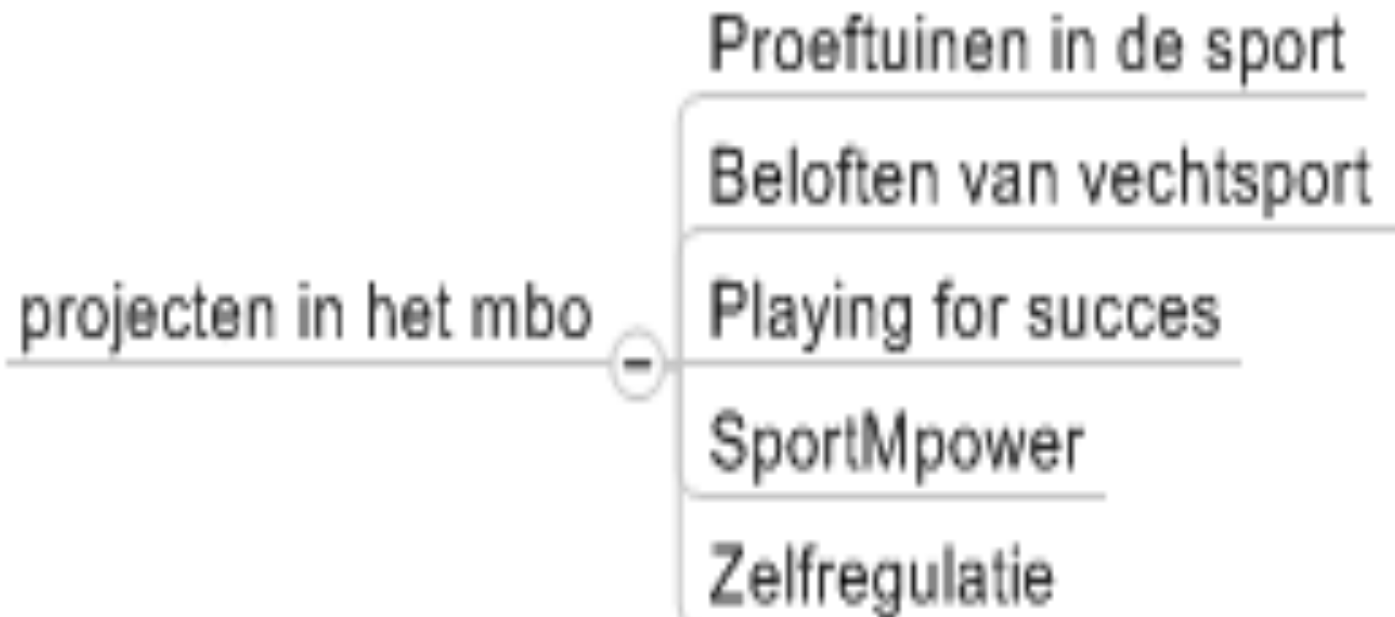 Proeftuinen in de sport
Beloften van vechtsport
projecten in het mbo
Playing for succes
SportMpower
Zelfregulatie